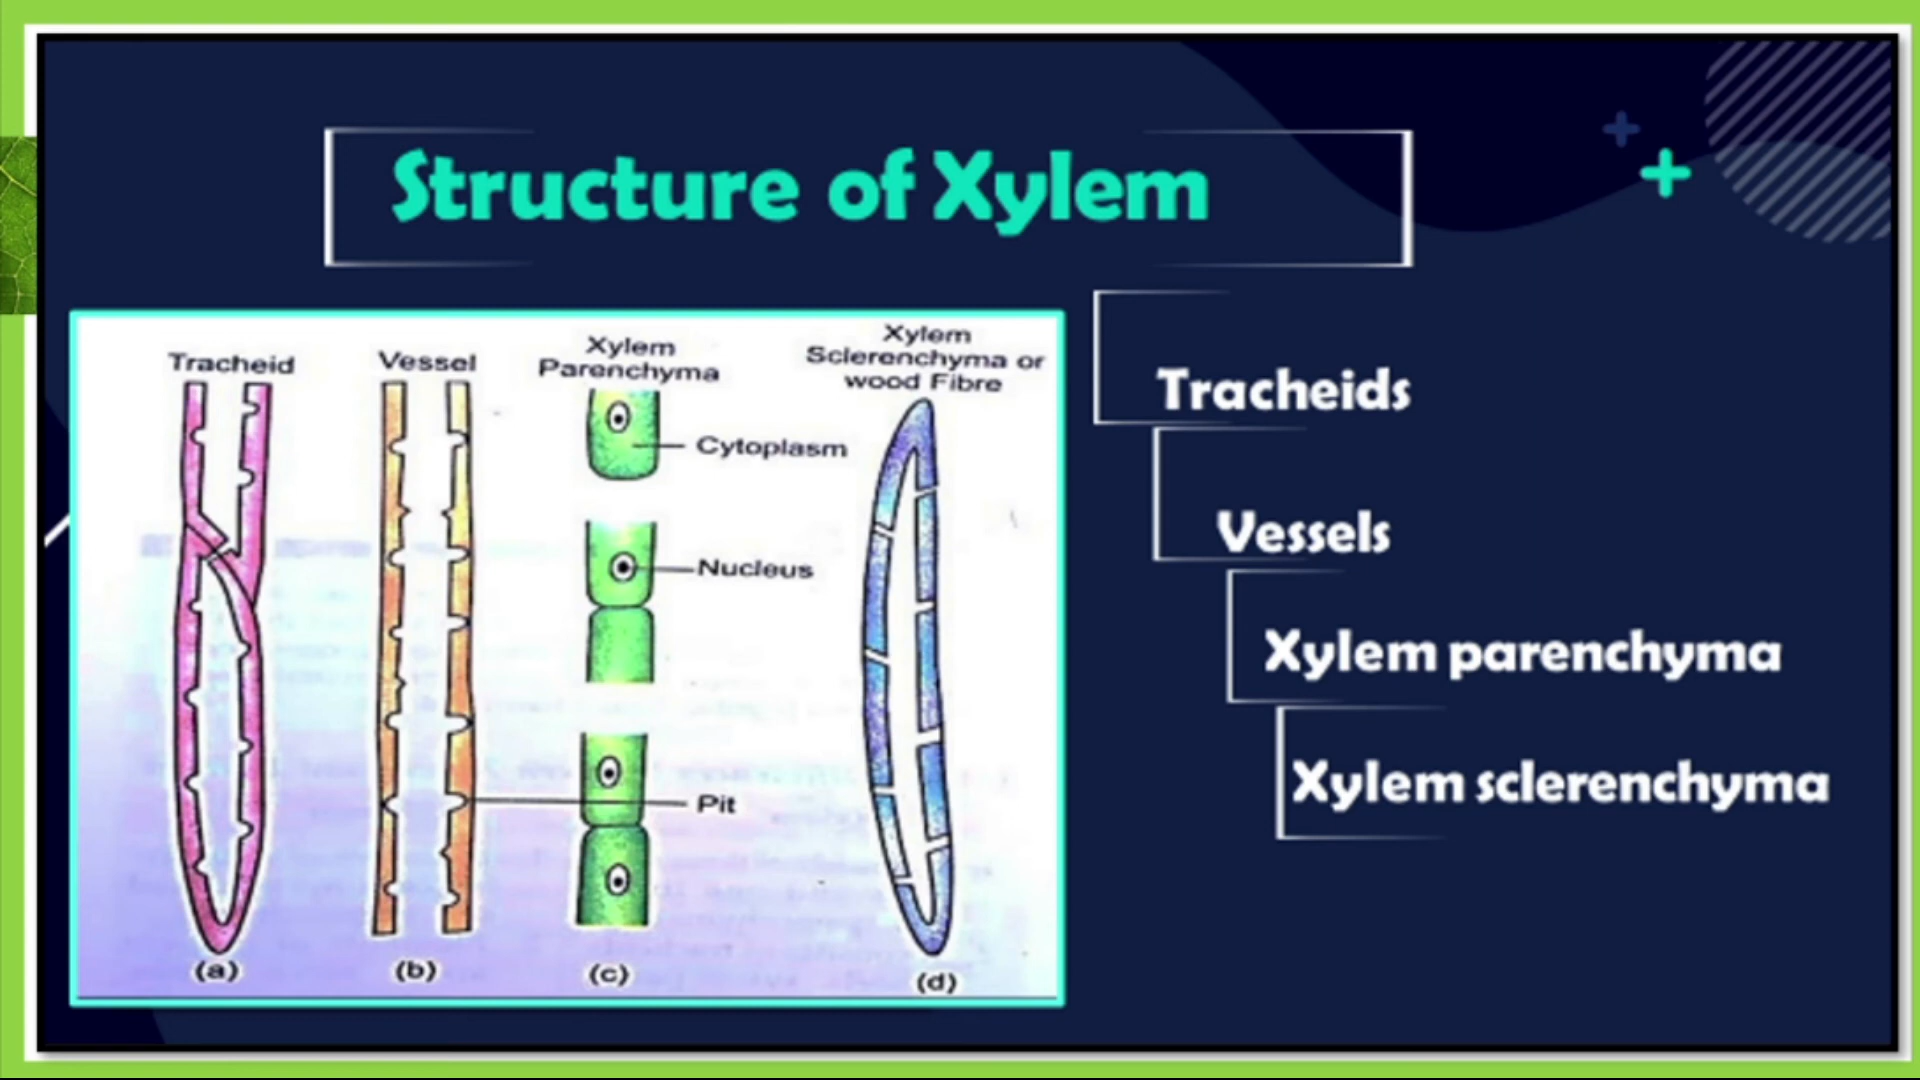 Structure of Xylem
Tracheid
Vessel
Xylem
Parenchyma
Xylem
Sclerenchyma or
wood Fibre
Cytoplasm
Nucleus
Pit
(a)
(b)
(c)
(d)
Tracheids
Vessels
Xylem parenchyma
Xylem sclerenchyma